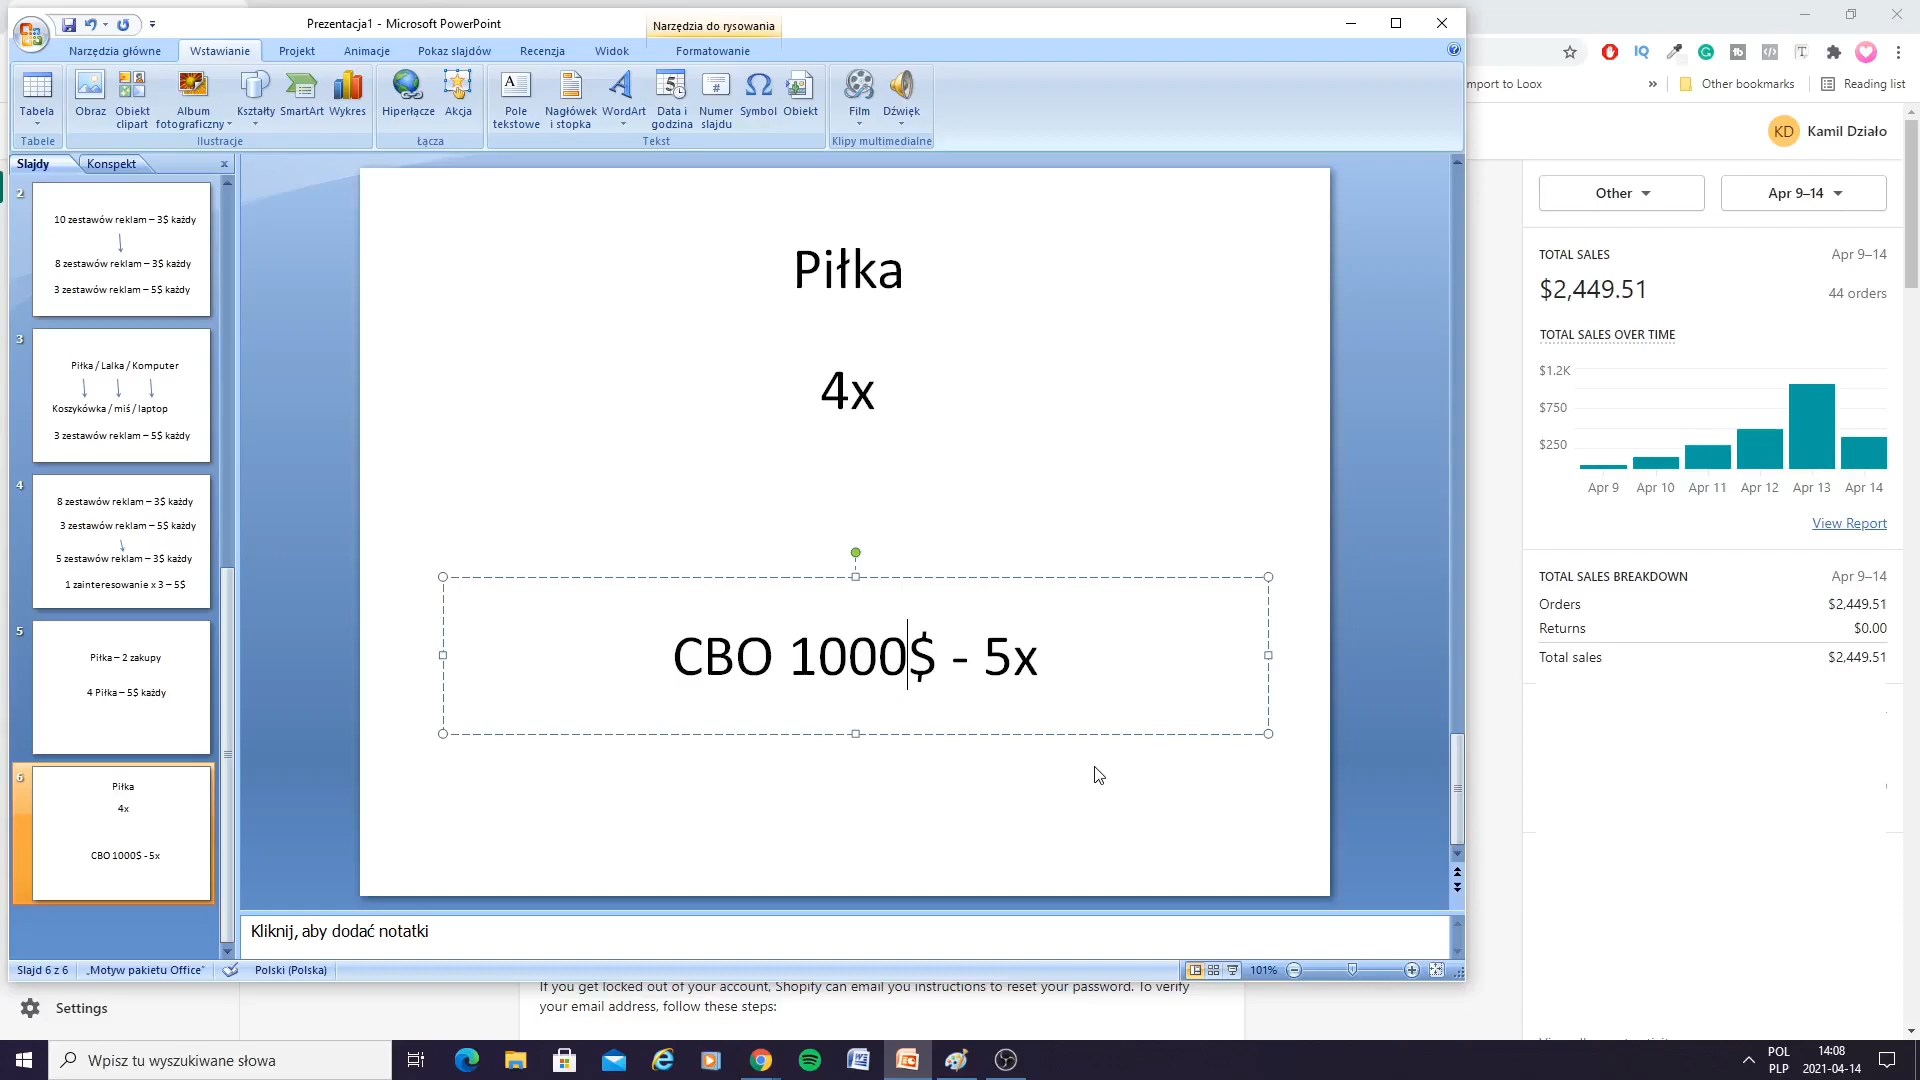 Prezentacja1 - Microsoft PowerPoint
Narzędzia do rysowania
Narzędzia główne
Wstawianie
Projekt
Animacje
Pokaz slajdów
Recenzja
Widok
Formatowanie
Tabela
Obraz
Obiekt clipart
Album fotograficzny
Kształty
SmartArt
Wykres
Hiperłącze
Akcja
Pole tekstowe
Nagłówek i stopka
WordArt
Data i godzina
Numer slajdu
Symbol
Obiekt
Film
Dźwięk
Tabele
Ilustracje
Łącza
Tekst
Klipy multimedialne
Slajdy
Konspekt
2
10 zestawów reklam – 3$ każdy
8 zestawów reklam – 3$ każdy
3 zestawów reklam – 5$ każdy
3
Piłka / Lalka / Komputer
Koszykówka / miś / laptop
3 zestawów reklam – 5$ każdy
4
8 zestawów reklam – 3$ każdy
3 zestawów reklam – 5$ każdy
5 zestawów reklam – 3$ każdy
1 zainteresowanie x 3 – 5$
5
Piłka – 2 zakupy
4 Piłka – 5$ każdy
6
Piłka
4x
CBO 1000$ - 5x
Piłka
4x
CBO 1000$ - 5x
Kliknij, aby dodać notatki
Slajd 6 z 6
„Motyw pakietu Office”
Polski (Polska)
101%
mport to Loox
»
Other bookmarks
Reading list
KD
Kamil Działo
Other
Apr 9–14
TOTAL SALES
Apr 9–14
$2,449.51
44 orders
TOTAL SALES OVER TIME
$1.2K
$750
$250
Apr 9 Apr 10 Apr 11 Apr 12 Apr 13 Apr 14
View Report
TOTAL SALES BREAKDOWN
Apr 9–14
Orders $2,449.51
Returns $0.00
Total sales $2,449.51
If you get locked out of your account, Shopify can email you instructions to reset your password. To verify
your email address, follow these steps:
Settings
Wpisz tu wyszukiwane słowa
POL
PLP
14:08
2021-04-14